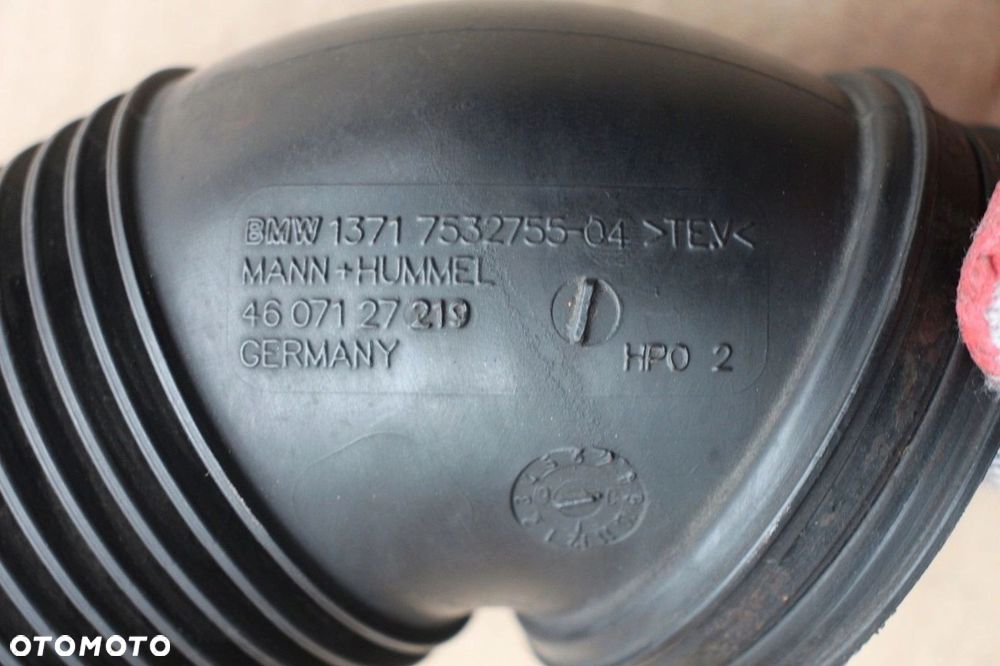 BMW 1371 7532755-04 >TEV<
MANN+HUMMEL
46 071 27 219
GERMANY
HPO 2
OTOMOTO